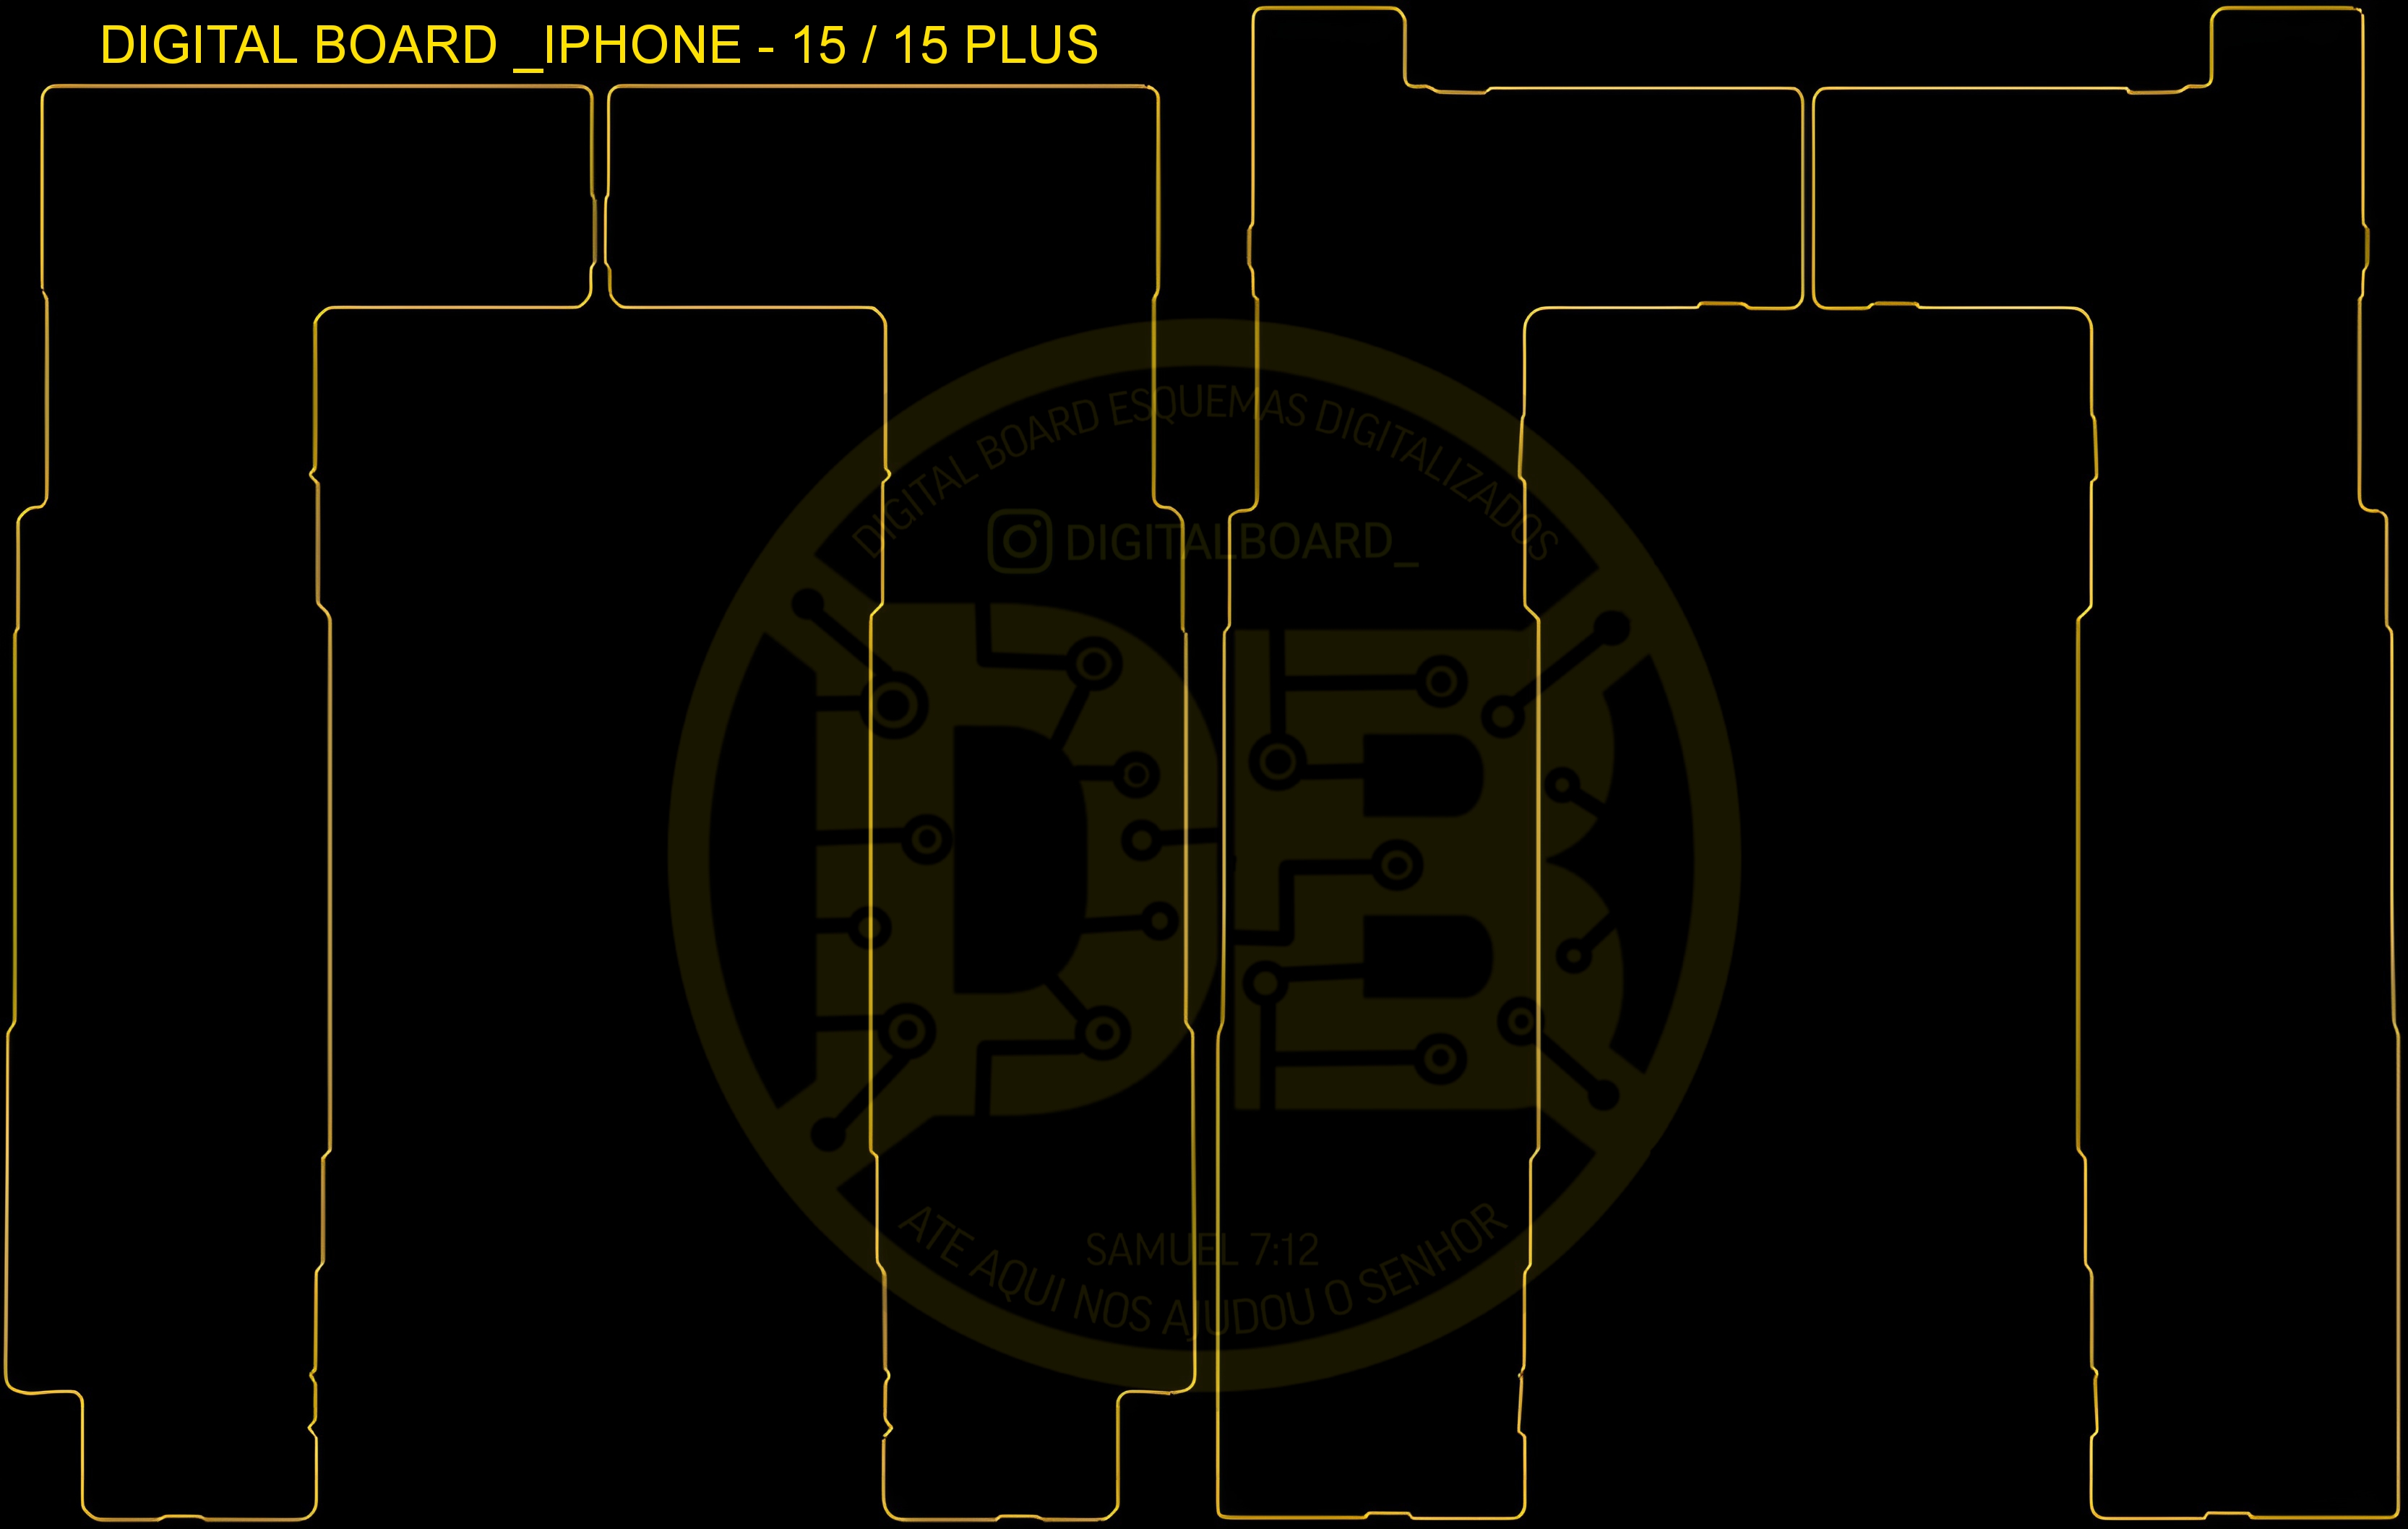 DIGITAL BOARD _IPHONE - 15 / 15 PLUS
DIGITAL BOARD ESQUEMAS DIGITALIZADOS
DIGITALBOARD_
DB
SAMUEL 7:12
ATE AQUI NOS AJUDOU O SENHOR